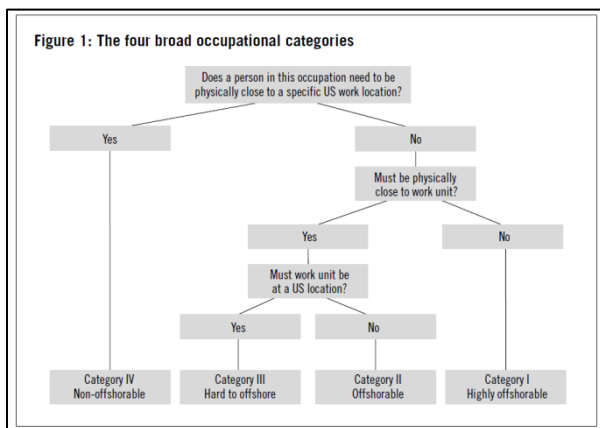 Figure 1: The four broad occupational categories
Does a person in this occupation need to be
physically close to a specific US work location?
Yes
No
Must be physically
close to work unit?
Yes
No
Must work unit be
at a US location?
Yes
No
Category IV
Non-offshorable
Category III
Hard to offshore
Category II
Offshorable
Category I
Highly offshorable